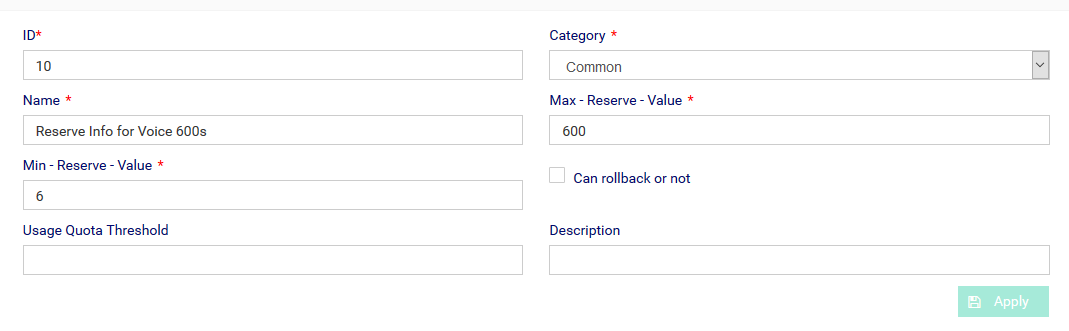 ID*
10
Category *
Common
Name *
Reserve Info for Voice 600s
Max - Reserve - Value *
600
Min - Reserve - Value *
6
Can rollback or not
Usage Quota Threshold
Description
Apply